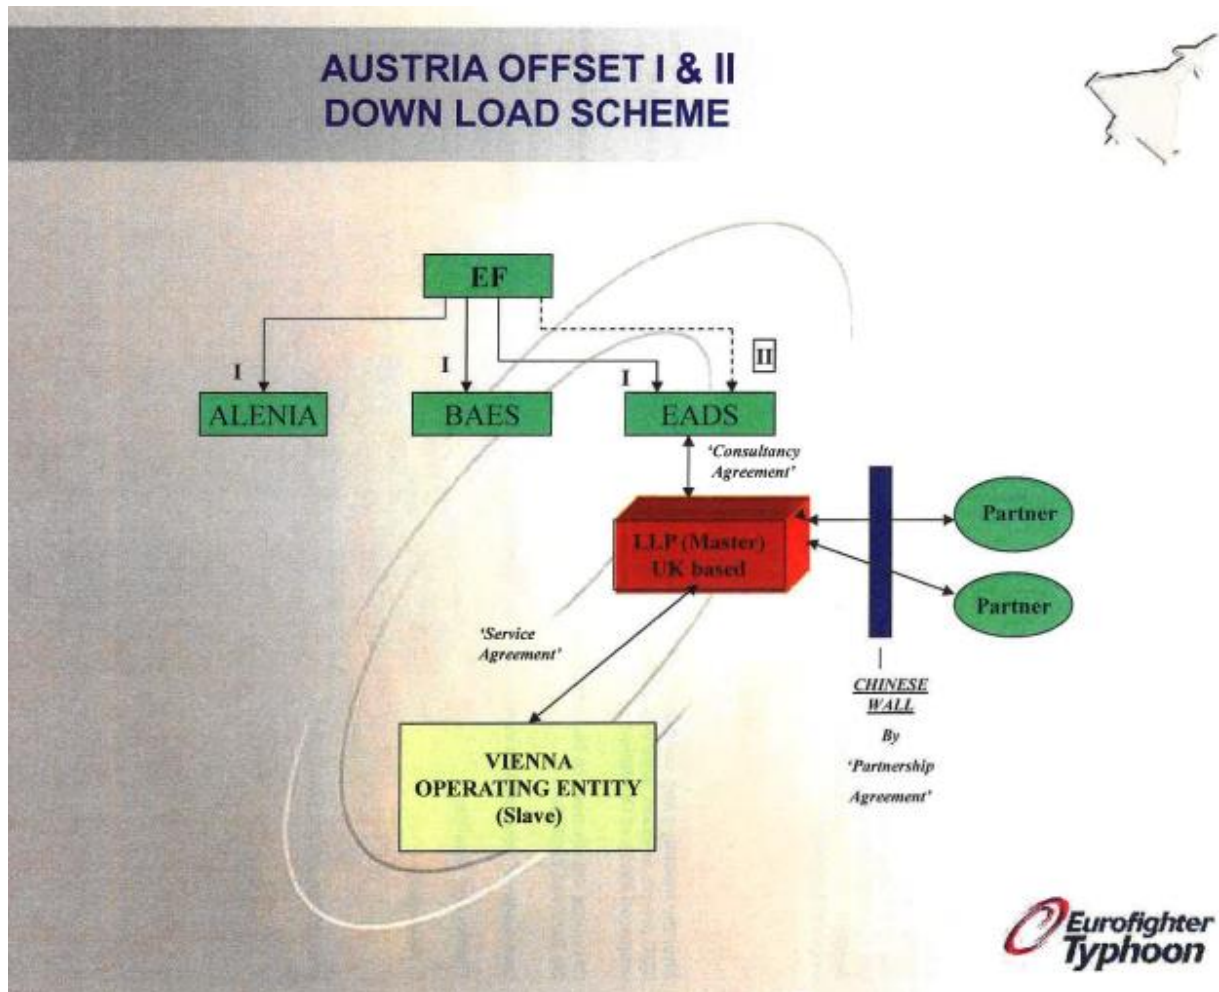 AUSTRIA OFFSET I & II
DOWN LOAD SCHEME
EF
I
I
I
II
ALENIA
BAES
EADS
‘Consultancy
Agreement’
LLP (Master)
UK based
Partner
Partner
‘Service
Agreement’
CHINESE
WALL
By
‘Partnership
Agreement’
VIENNA
OPERATING ENTITY
(Slave)
Eurofighter
Typhoon